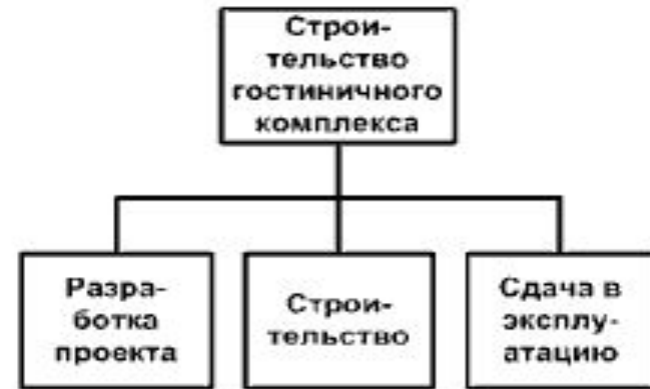 Строи-
тельство
гостиничного
комплекса
Разра-
ботка
проекта
Строи-
тельство
Сдача в
эксплу-
атацию